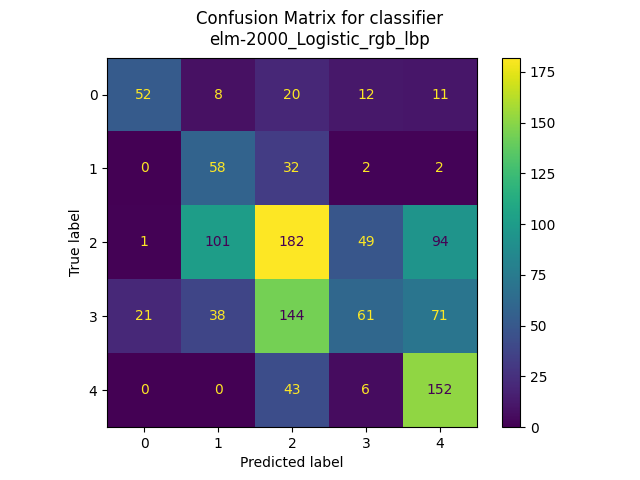 Confusion Matrix for classifier
elm-2000_Logistic_rgb_lbp
0 52 8 20 12 11
1 0 58 32 2 2
2 1 101 182 49 94
3 21 38 144 61 71
4 0 0 43 6 152
0 1 2 3 4
True label
Predicted label
175
150
125
100
75
50
25
0